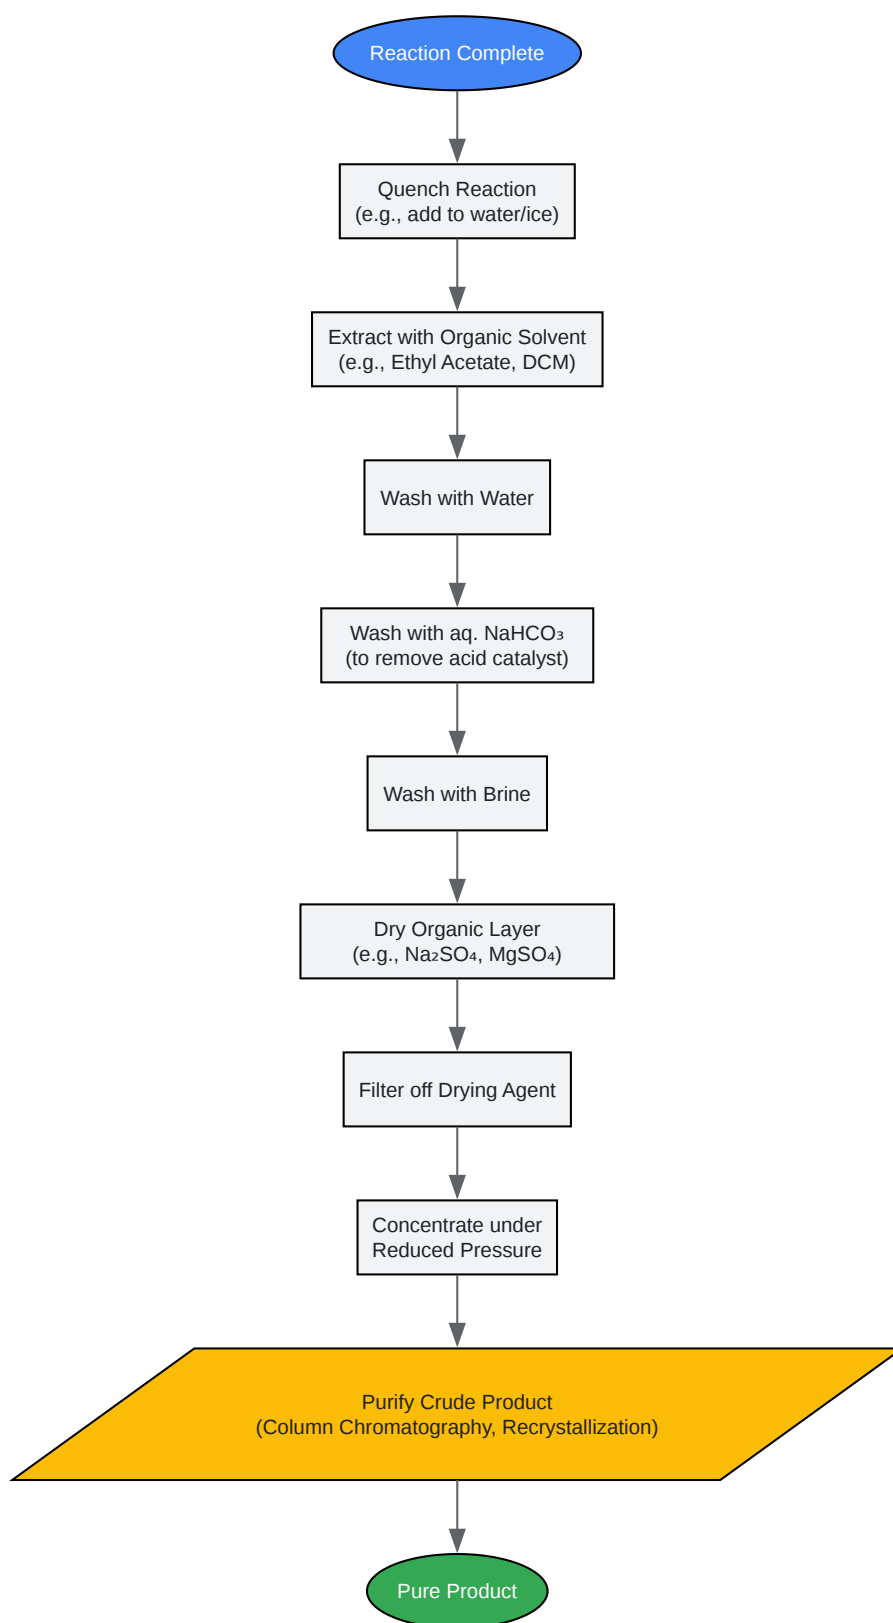 Reaction Complete
Quench Reaction
(e.g., add to water/ice)
Extract with Organic Solvent
(e.g., Ethyl Acetate, DCM)
Wash with Water
Wash with aq. NaHCO₃
(to remove acid catalyst)
Wash with Brine
Dry Organic Layer
(e.g., Na₂SO₄, MgSO₄)
Filter off Drying Agent
Concentrate under
Reduced Pressure
Purify Crude Product
(Column Chromatography, Recrystallization)
Pure Product